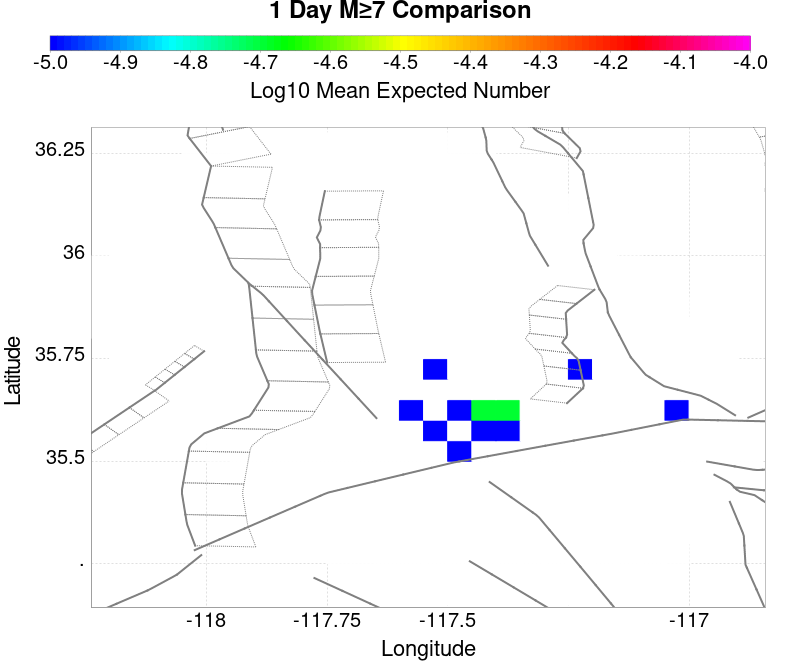 1 Day M≥7 Comparison
-5.0 -4.9 -4.8 -4.7 -4.6 -4.5 -4.4 -4.3 -4.2 -4.1 -4.0
Log10 Mean Expected Number
36.25
36
35.75
35.5
.
Latitude
-118 -117.75 -117.5 -117
Longitude